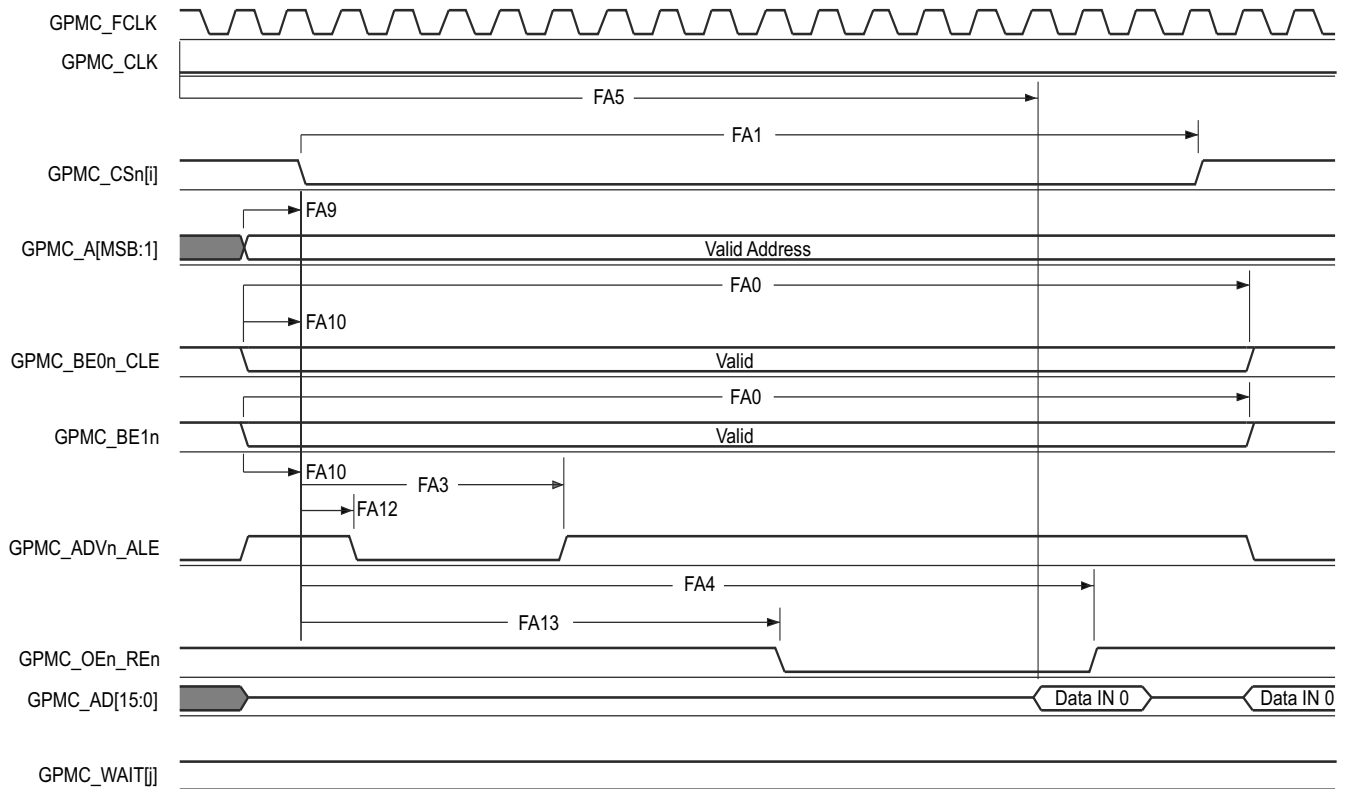 GPMC_FCLK
GPMC_CLK
FA5
FA1
GPMC_CSn[i]
FA9
GPMC_A[MSB:1] Valid Address
FA0
FA10
GPMC_BE0n_CLE Valid
FA0
GPMC_BE1n Valid
FA10
FA3
FA12
GPMC_ADVn_ALE
FA4
FA13
GPMC_OEn_REn
GPMC_AD[15:0] Data IN 0 Data IN 0
GPMC_WAIT[j]